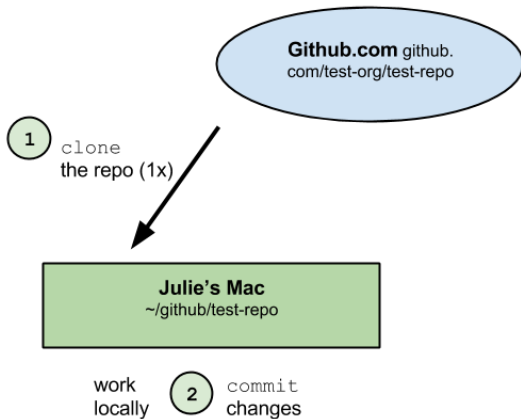 Github.com github.
com/test-org/test-repo
1
clone
the repo (1x)
Julie's Mac
~/github/test-repo
work
locally
2
commit
changes